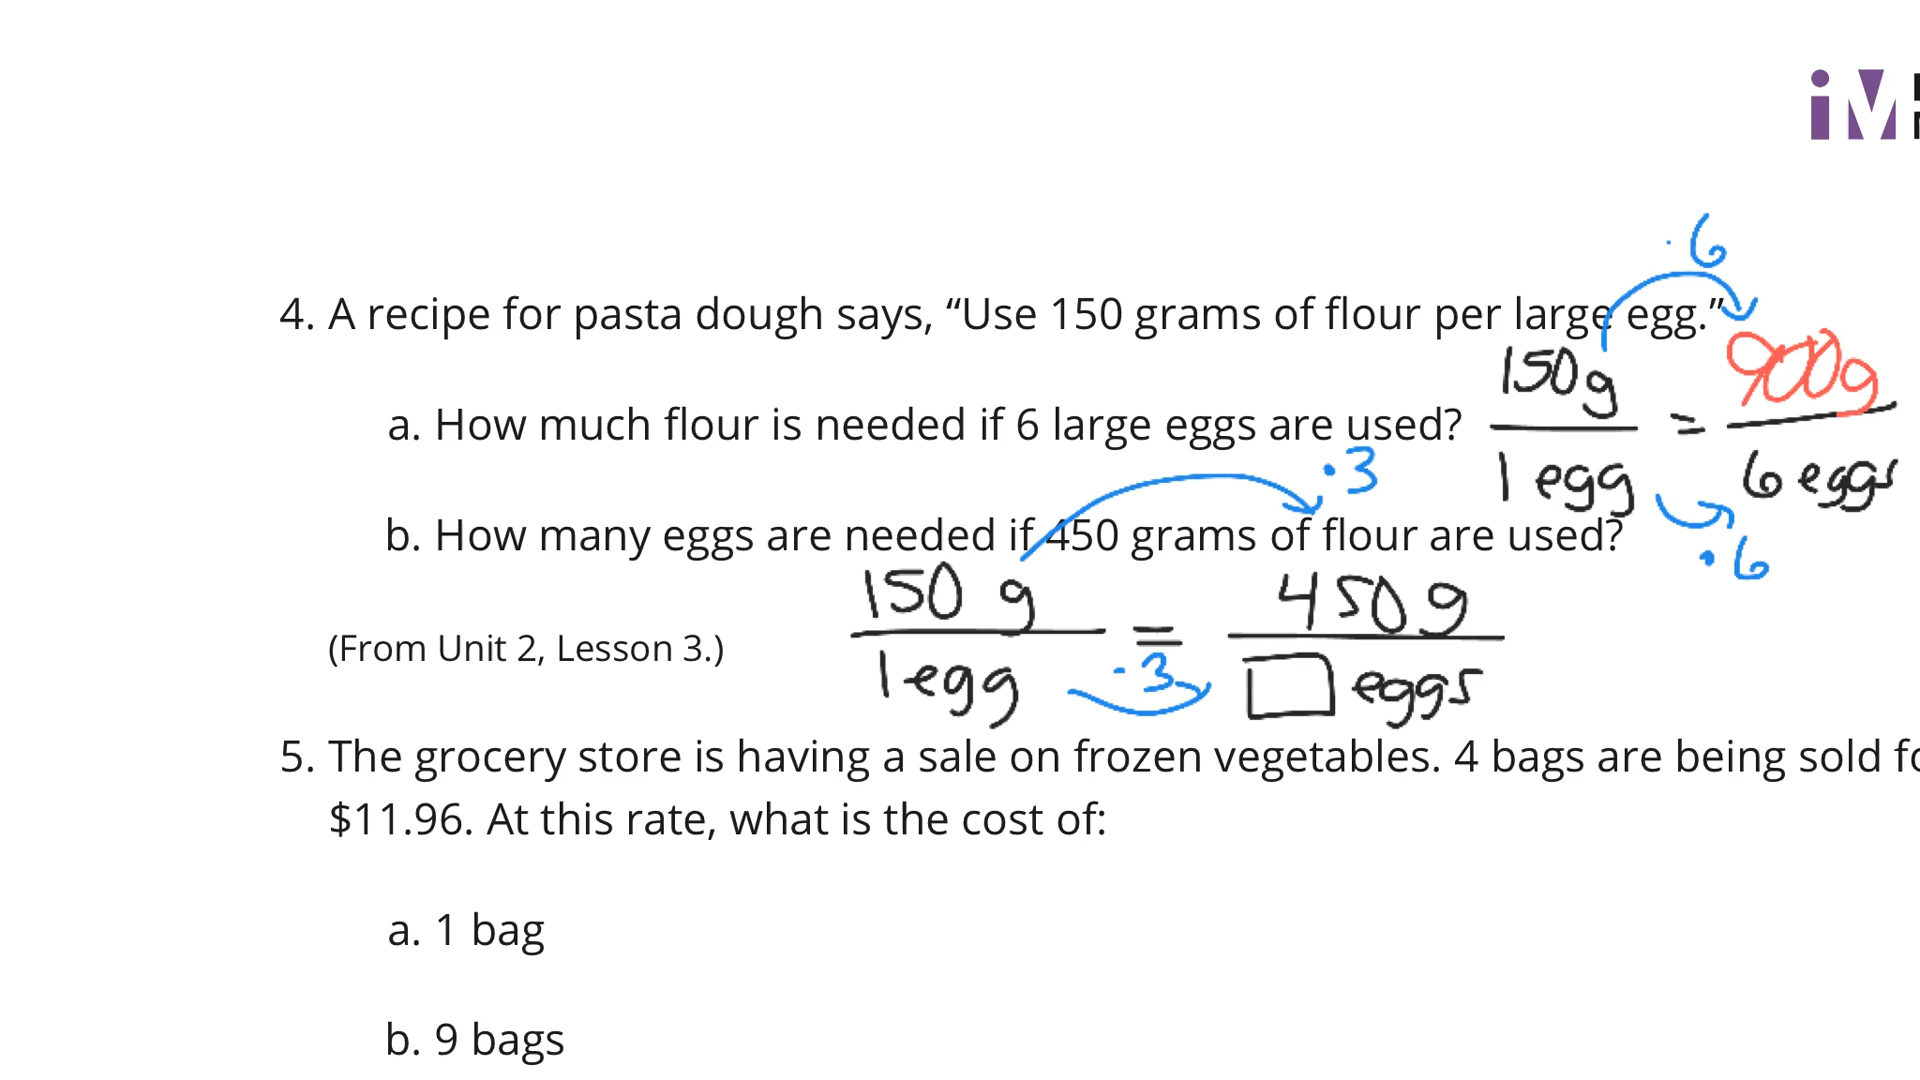 iM
· 6
4. A recipe for pasta dough says, “Use 150 grams of flour per large egg.”
150g = 900g
a. How much flour is needed if 6 large eggs are used?
1 egg 6 eggs
· 3
b. How many eggs are needed if 450 grams of flour are used?
· 6
150 g = 450 g
(From Unit 2, Lesson 3.)
1 egg · 3 □ eggs
5. The grocery store is having a sale on frozen vegetables. 4 bags are being sold
$11.96. At this rate, what is the cost of:
a. 1 bag
b. 9 bags